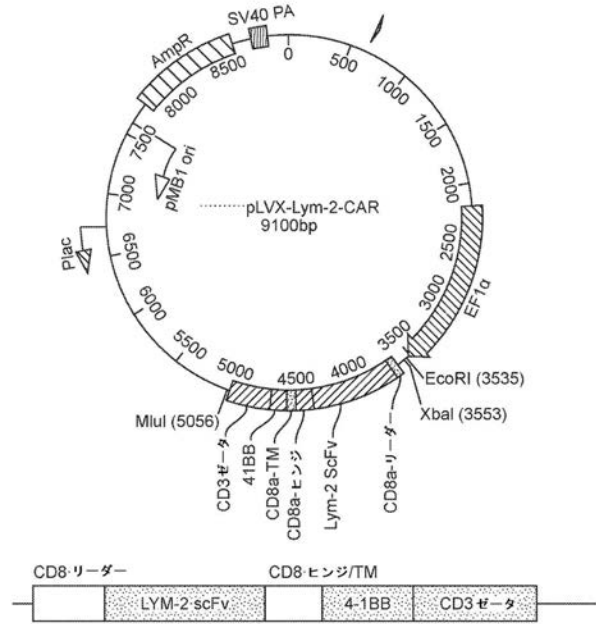 SV40 PA
AmpR
0
500
1000
1500
2000
2500
3000
3500
4000
4500
5000
5500
6000
6500
7000
7500
8000
8500
pMB1 ori
Plac
pLVX-Lym-2-CAR
9100bp
EF1α
EcoRI (3535)
XbaI (3553)
MluI (5056)
CD3ゼータ
41BB
CD8a-TM
CD8a-ヒンジ
Lym-2 ScFv
CD8a-リーダー
CD8·リーダー
CD8·ヒンジ/TM
LYM-2·scFv
4-1BB
CD3ゼータ